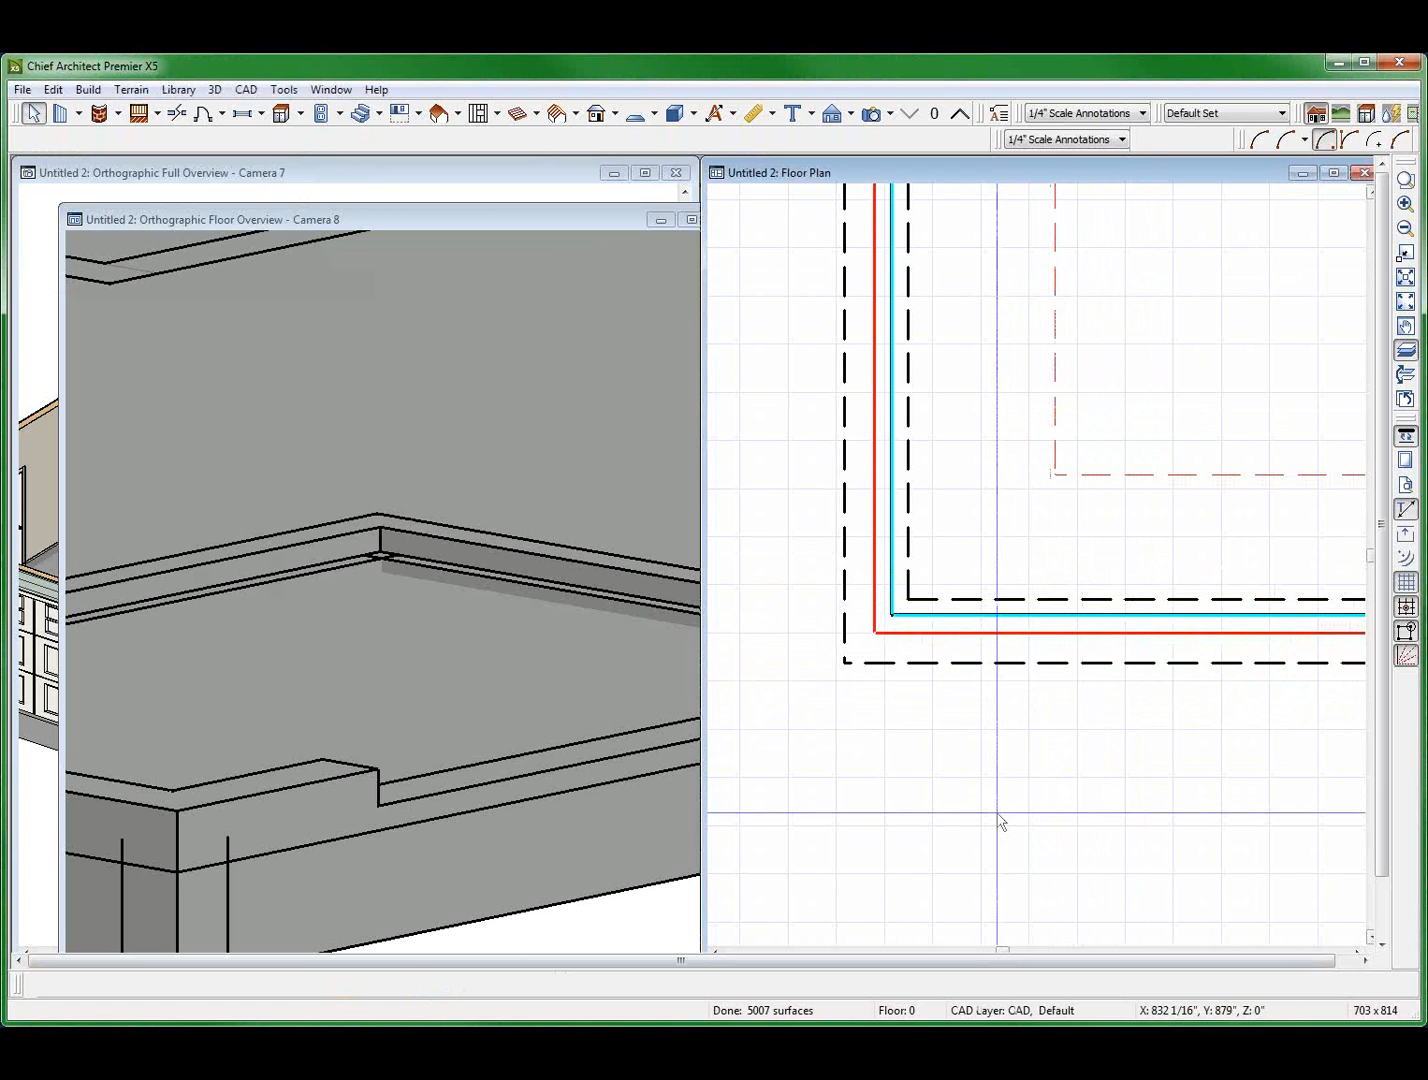 Chief Architect Premier X5
File Edit Build Terrain Library 3D CAD Tools Window Help
0 1/4" Scale Annotations Default Set
1/4" Scale Annotations
Untitled 2: Orthographic Full Overview - Camera 7
Untitled 2: Floor Plan
Untitled 2: Orthographic Floor Overview - Camera 8
Done: 5007 surfaces Floor: 0 CAD Layer: CAD, Default X: 832 1/16", Y: 879", Z: 0" 703 x 814